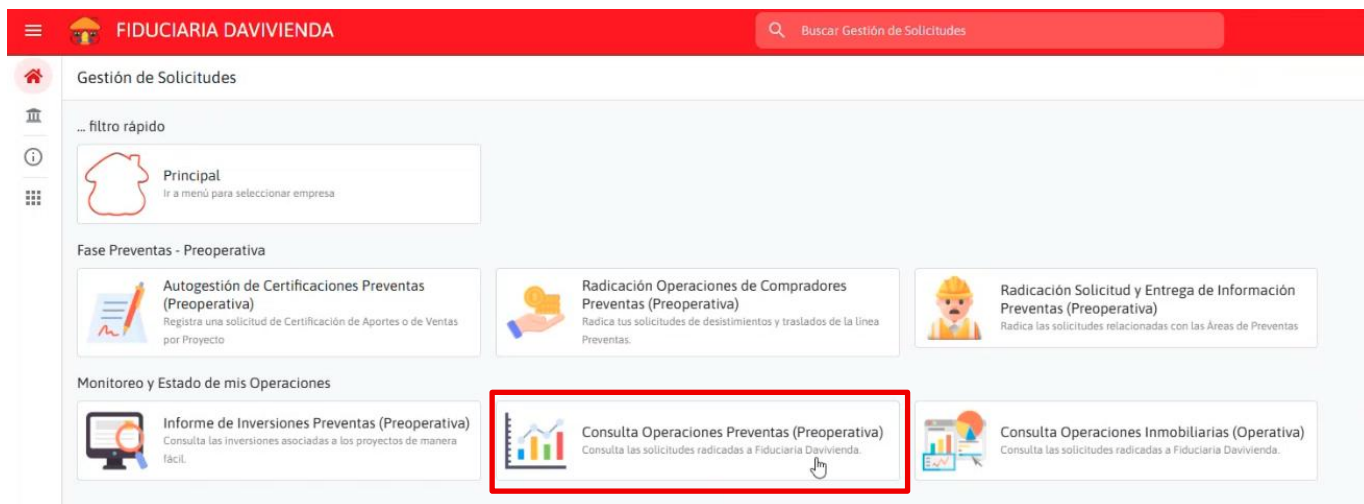 FIDUCIARIA DAVIVIENDA
Buscar Gestión de Solicitudes
Gestión de Solicitudes
... filtro rápido
Principal
Ir a menú para seleccionar empresa
Fase Preventas - Preoperativa
Autogestión de Certificaciones Preventas
(Preoperativa)
Registra una solicitud de Certificación de Aportes o de Ventas
por Proyecto
Radicación Operaciones de Compradores
Preventas (Preoperativa)
Radica tus solicitudes de desistimientos y traslados de la línea
Preventas.
Radicación Solicitud y Entrega de Información
Preventas (Preoperativa)
Radica las solicitudes relacionadas con las Áreas de Preventas
Monitoreo y Estado de mis Operaciones
Informe de Inversiones Preventas (Preoperativa)
Consulta las inversiones asociadas a los proyectos de manera
fácil.
Consulta Operaciones Preventas (Preoperativa)
Consulta las solicitudes radicadas a Fiduciaria Davivienda.
Consulta Operaciones Inmobiliarias (Operativa)
Consulta las solicitudes radicadas a Fiduciaria Davivienda.